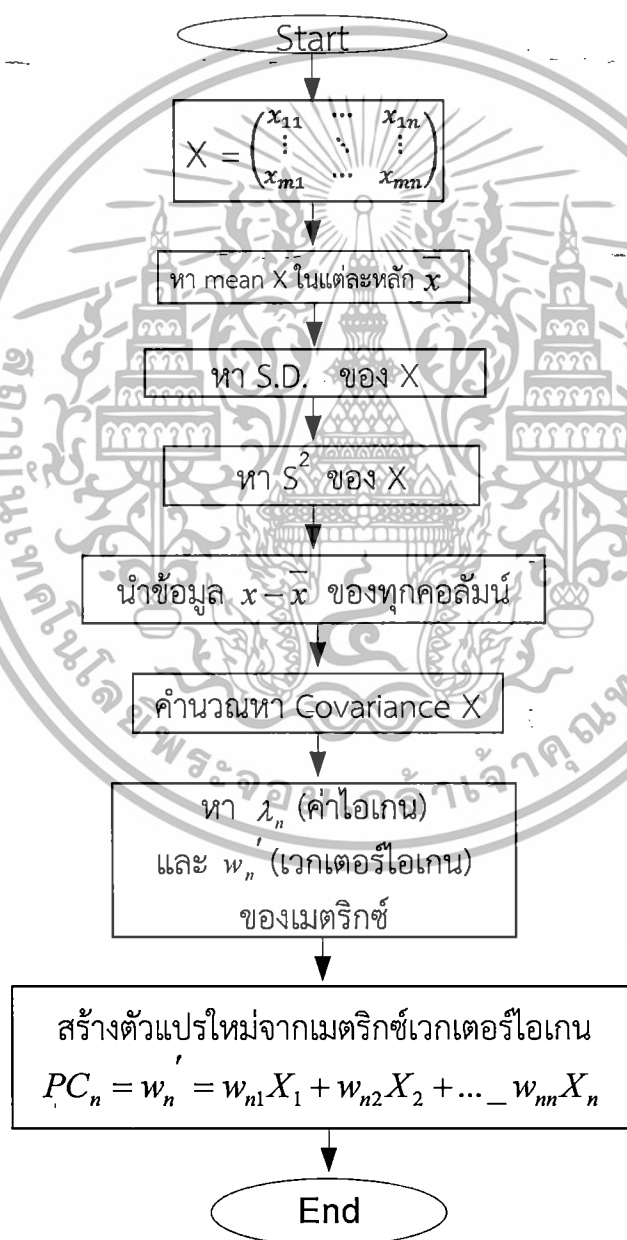 Start
X = (x₁₁ ⋯ x₁ₙ
⋮ ⋱ ⋮
xₘ₁ ⋯ xₘₙ)
หา mean X ในแต่ละหลัก x̄
หา S.D. ของ X
หา S² ของ X
นำข้อมูล x − x̄ ของทุกคอลัมน์
คำนวณหา Covariance X
หา λₙ (ค่าไอเกน)
และ wₙ' (เวกเตอร์ไอเกน)
ของเมตริกซ์
สร้างตัวแปรใหม่จากเมตริกซ์เวกเตอร์ไอเกน
PCₙ = wₙ' = wₙ₁X₁ + wₙ₂X₂ + ... _ wₙₙXₙ
End